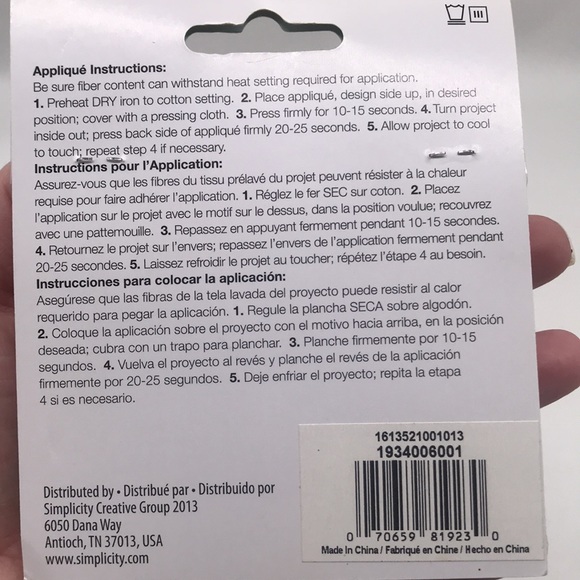 Appliqué Instructions:
Be sure fiber content can withstand heat setting required for application.
1. Preheat DRY iron to cotton setting. 2. Place appliqué, design side up, in desired
position; cover with a pressing cloth. 3. Press firmly for 10-15 seconds. 4. Turn project
inside out; press back side of appliqué firmly 20-25 seconds. 5. Allow project to cool
to touch; repeat step 4 if necessary.
Instructions pour l'Application:
Assurez-vous que les fibres du tissu prélavé du projet peuvent résister à la chaleur
requise pour faire adhérer l'application. 1. Réglez le fer SEC sur coton. 2. Placez
l'application sur le projet avec le motif sur le dessus, dans la position voulue; recouvrez
avec une pattemouille. 3. Repassez en appuyant fermement pendant 10-15 secondes.
4. Retournez le projet sur l'envers; repassez l'envers de l'application fermement pendant
20-25 secondes. 5. Laissez refroidir le projet au toucher; répétez l'étape 4 au besoin.
Instrucciones para colocar la aplicación:
Asegúrese que las fibras de la tela lavada del proyecto puede resistir al calor
requerido para pegar la aplicación. 1. Regule la plancha SECA sobre algodón.
2. Coloque la aplicación sobre el proyecto con el motivo hacia arriba, en la posición
deseada; cubra con un trapo para planchar. 3. Planche firmemente por 10-15
segundos. 4. Vuelva el proyecto al revés y planche el revés de la aplicación
firmemente por 20-25 segundos. 5. Deje enfriar el proyecto; repita la etapa
4 si es necesario.
Distributed by • Distribué par • Distribuido por
Simplicity Creative Group 2013
6050 Dana Way
Antioch, TN 37013, USA
www.simplicity.com
1613521001013
1934006001
0 70659 81923 0
Made In China / Fabriqué en Chine / Hecho en China